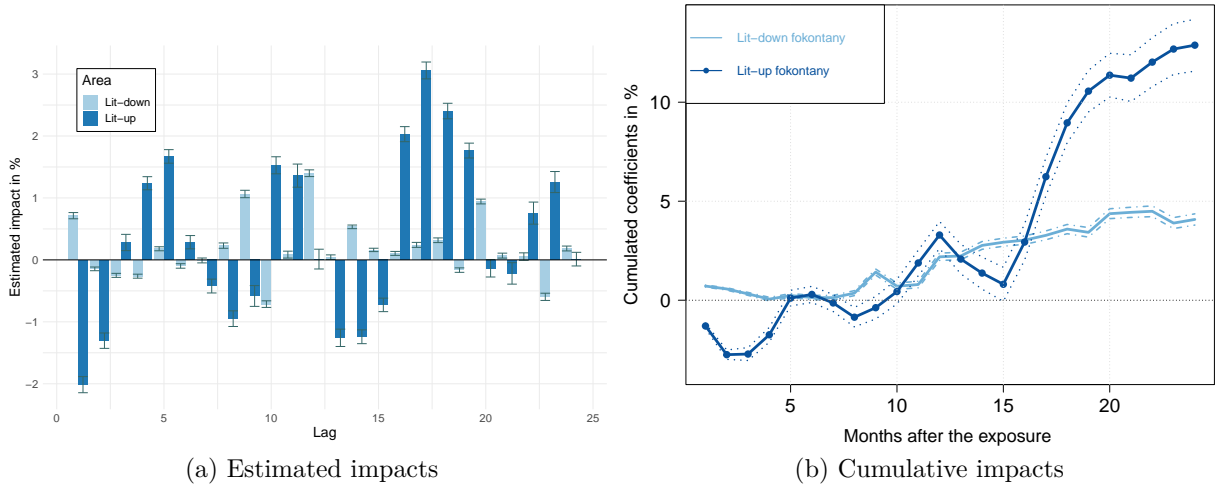 Estimated impact in %
3
2
1
0
−1
−2
Area
Lit−down
Lit−up
0
5
10
15
20
25
Lag
(a) Estimated impacts
Cumulated coefficients in %
10
5
0
Lit−down fokontany
Lit−up fokontany
5
10
15
20
Months after the exposure
(b) Cumulative impacts